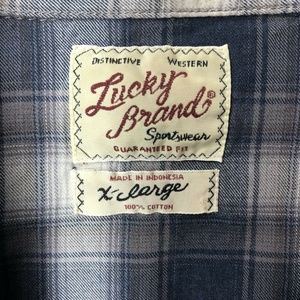 DISTINCTIVE WESTERN
Lucky
Brand®
Sportswear
GUARANTEED FIT
MADE IN INDONESIA
X-Large
100% COTTON